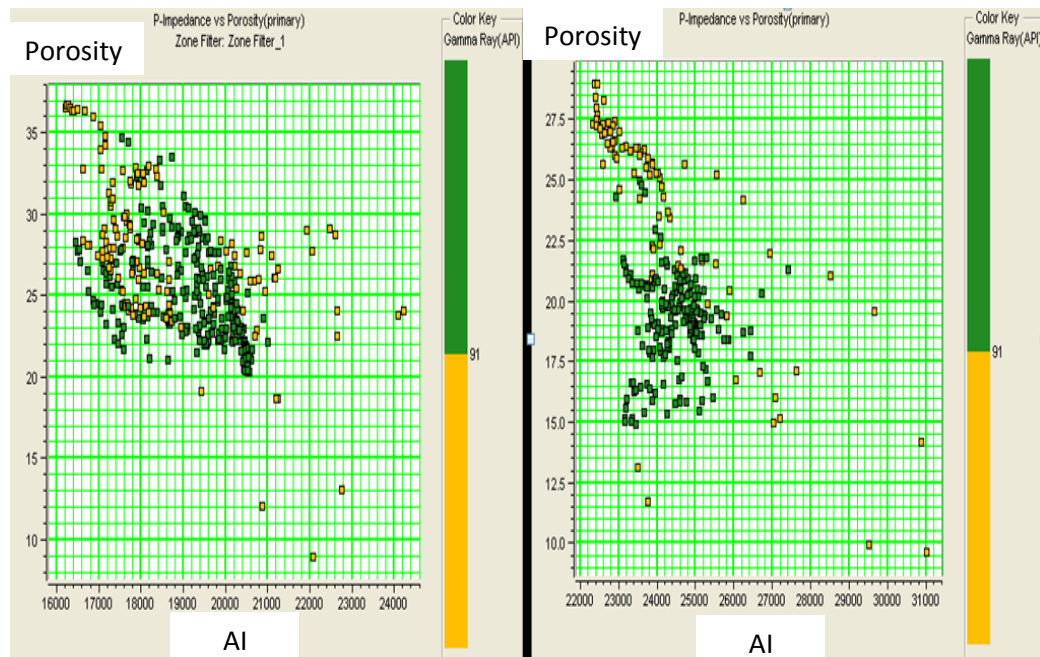 P-Impedance vs Porosity(primary)
Zone Filter: Zone Filter_1
Porosity
Color Key
Gamma Ray(API)
91
35
30
25
20
15
10
16000 17000 18000 19000 20000 21000 22000 23000 24000
AI
P-Impedance vs Porosity(primary)
Porosity
Color Key
Gamma Ray(API)
91
27.5
25.0
22.5
20.0
17.5
15.0
12.5
10.0
22000 23000 24000 25000 26000 27000 28000 29000 30000 31000
AI